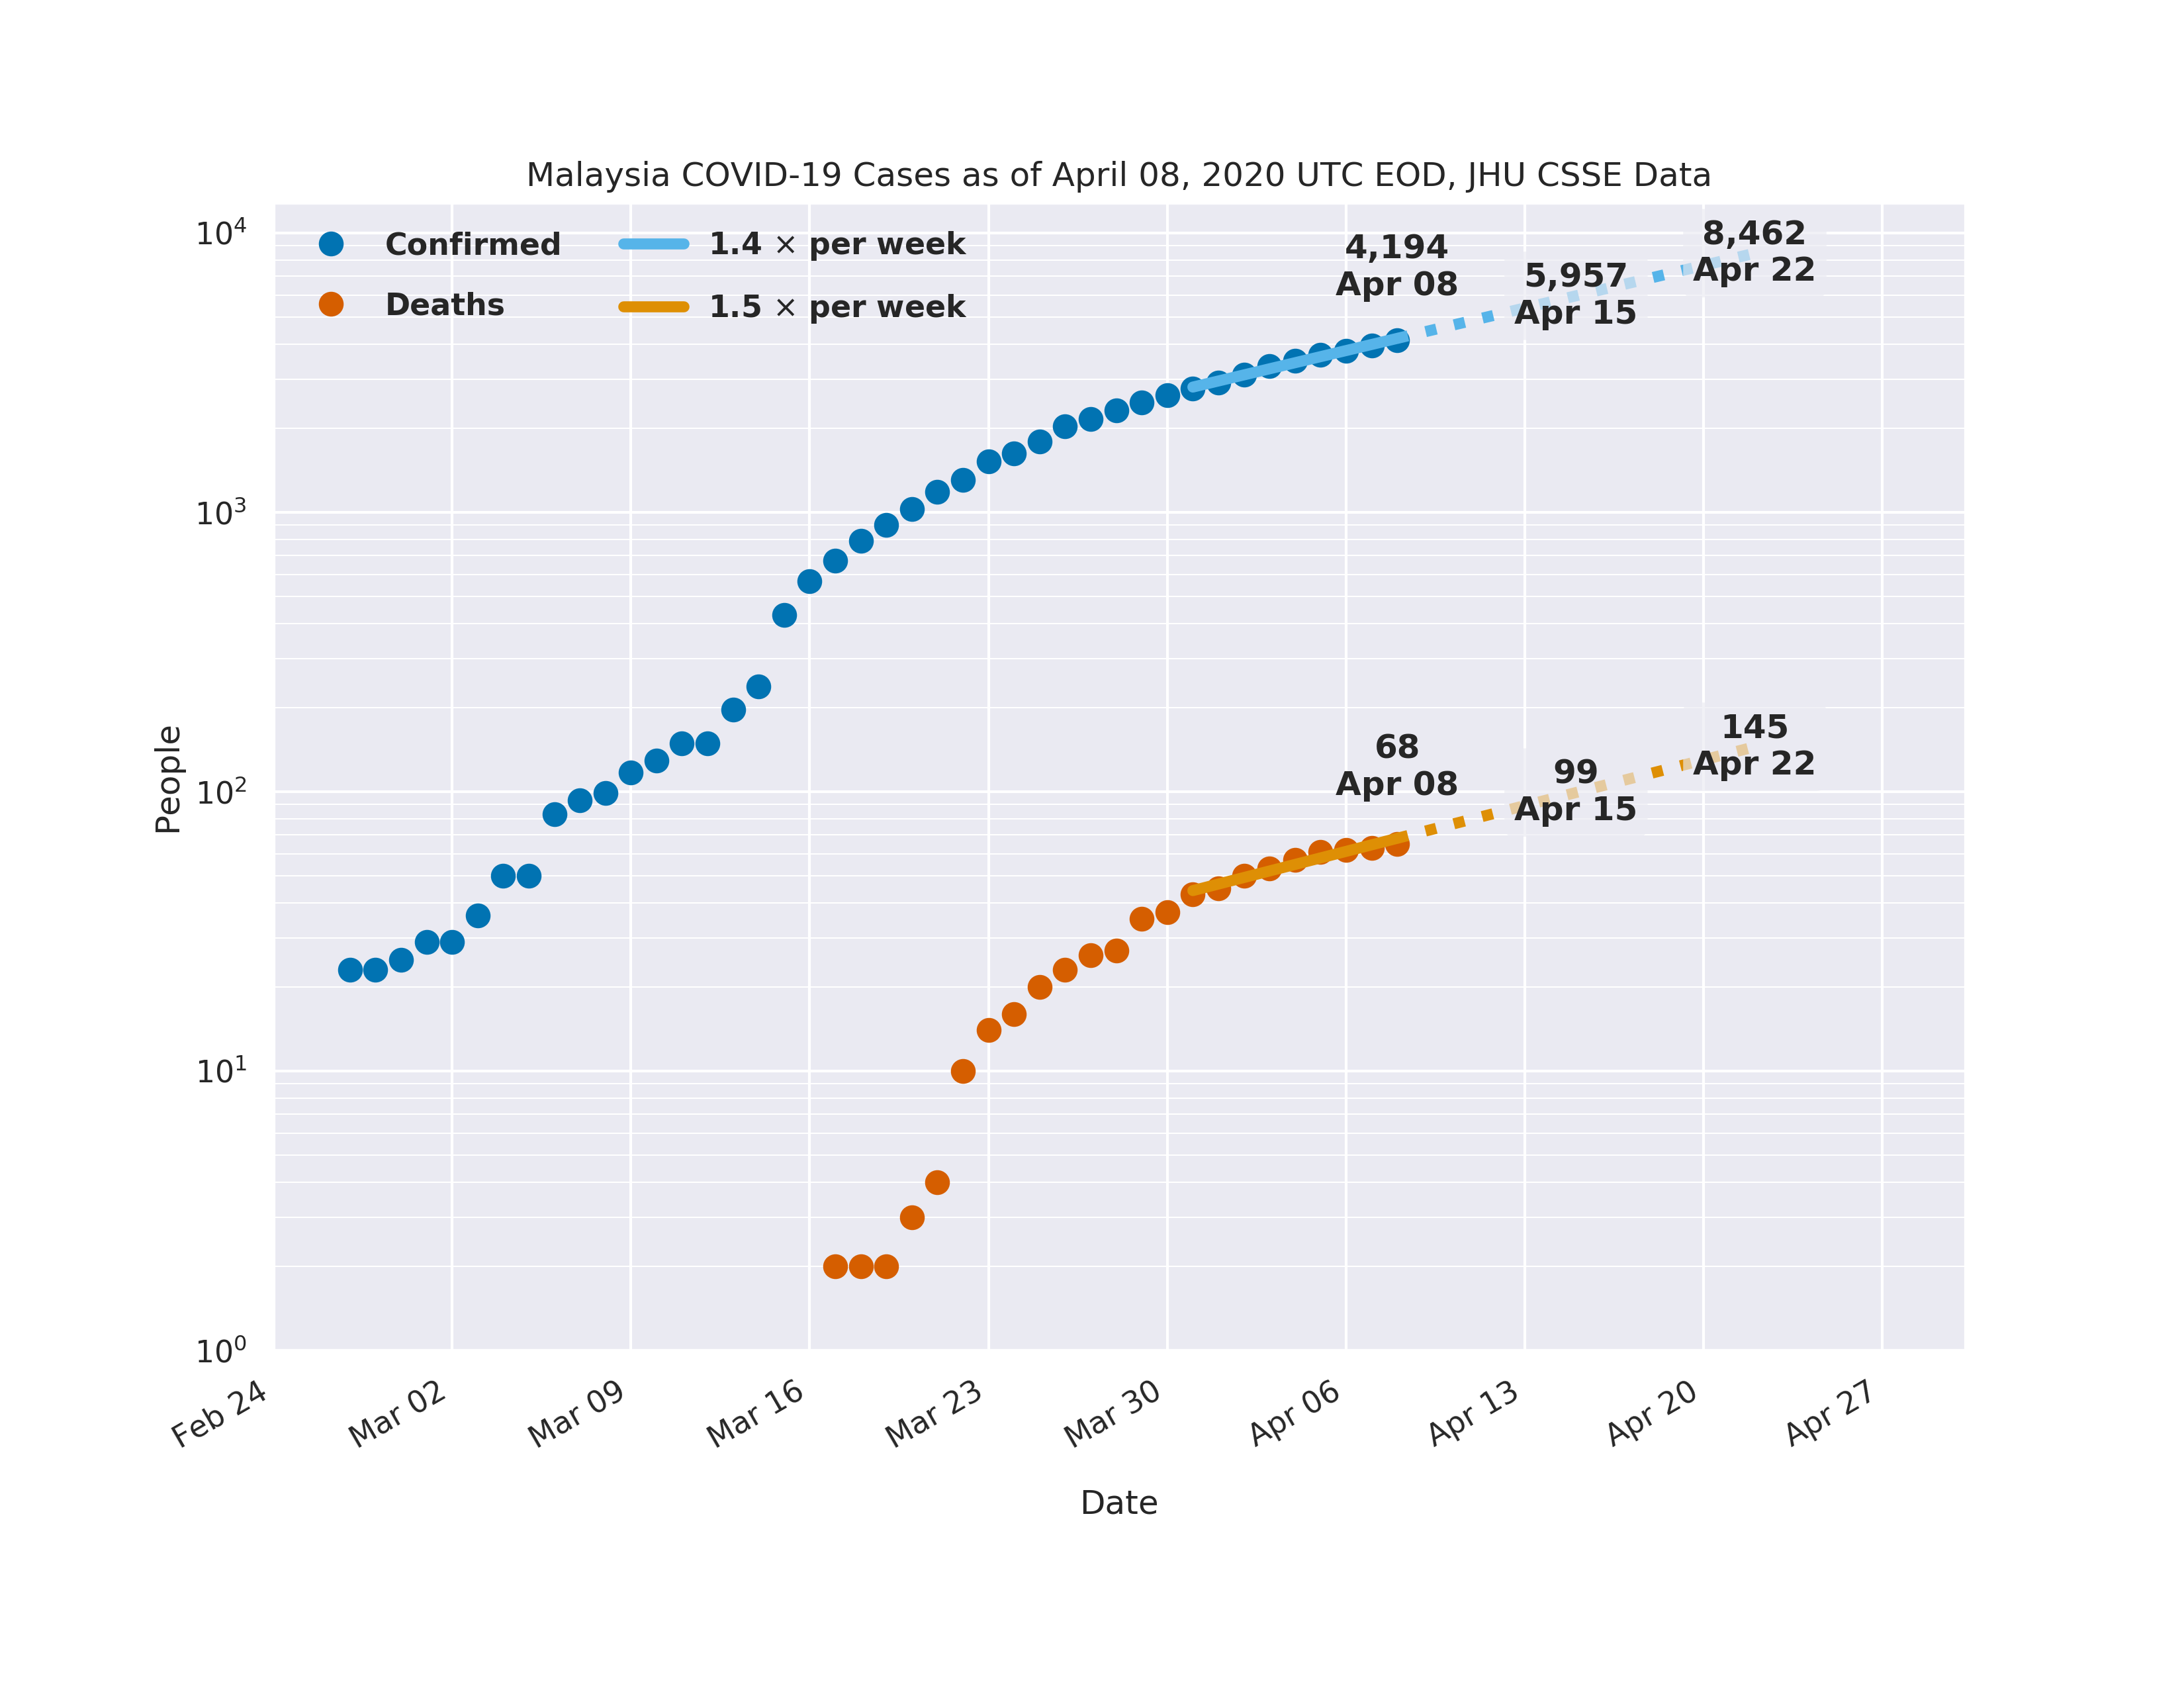 Malaysia COVID-19 Cases as of April 08, 2020 UTC EOD, JHU CSSE Data
Confirmed
Deaths
1.4 × per week
1.5 × per week
4,194
Apr 08
5,957
Apr 15
8,462
Apr 22
68
Apr 08
99
Apr 15
145
Apr 22
People
10⁴
10³
10²
10¹
10⁰
Feb 24
Mar 02
Mar 09
Mar 16
Mar 23
Mar 30
Apr 06
Apr 13
Apr 20
Apr 27
Date